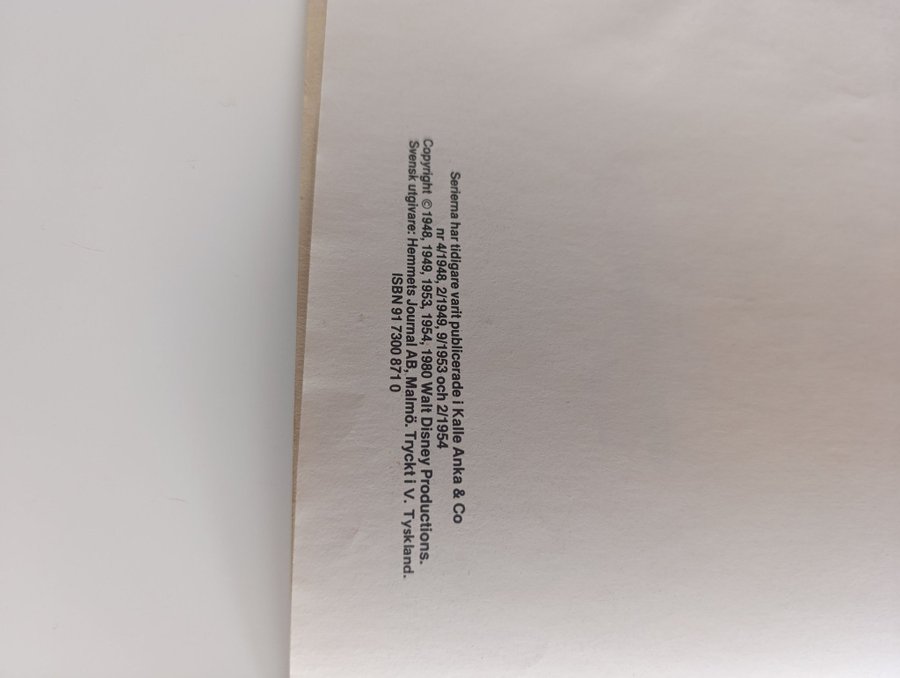 Serierna har tidigare varit publicerade i Kalle Anka & Co
nr 4/1948, 2/1949, 9/1953 och 2/1954
Copyright © 1948, 1949, 1953, 1954, 1980 Walt Disney Productions.
Svensk utgivare: Hemmets Journal AB, Malmö. Tryckt i V. Tyskland.
ISBN 91 7300 871 0